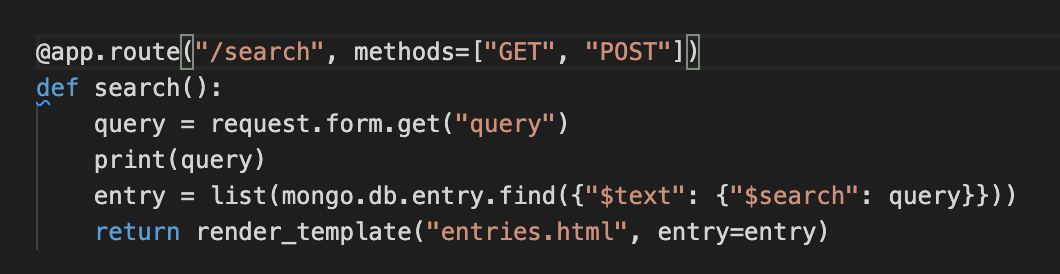 @app.route("/search", methods=["GET", "POST"])
def search():
    query = request.form.get("query")
    print(query)
    entry = list(mongo.db.entry.find({"$text": {"$search": query}}))
    return render_template("entries.html", entry=entry)